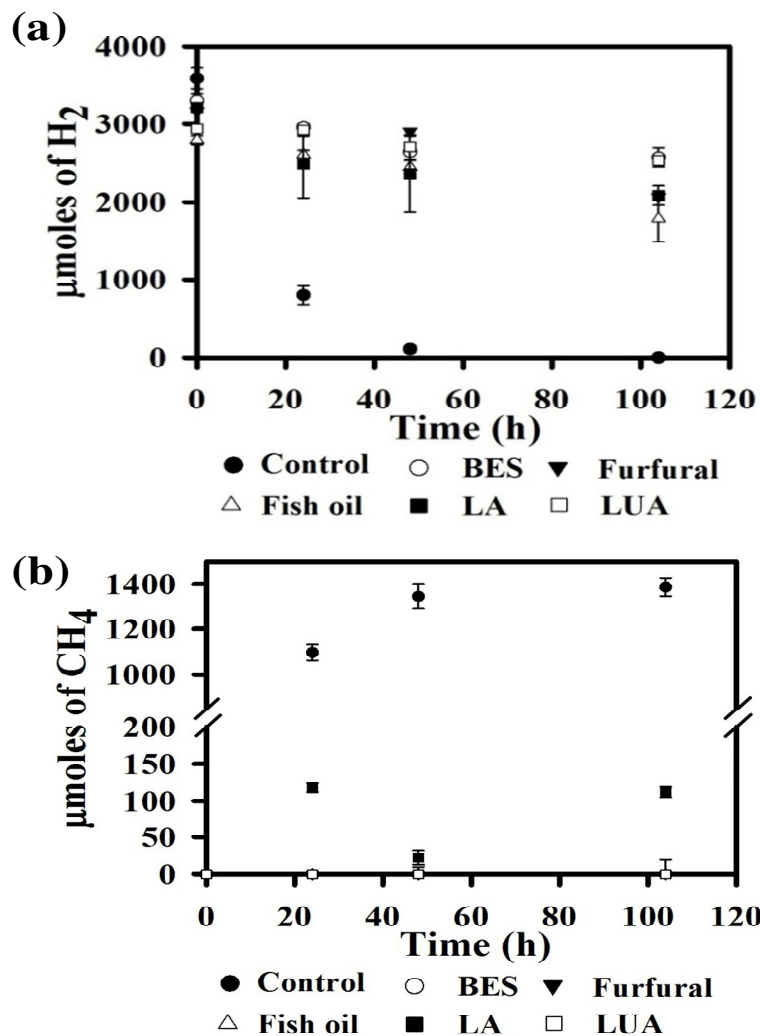 (a)
4000
3000
2000
1000
0
μmoles of H2
0 20 40 60 80 100 120
Time (h)
● Control ○ BES ▼ Furfural
△ Fish oil ■ LA □ LUA
(b)
1400
1200
1000
200
150
100
50
0
μmoles of CH4
0 20 40 60 80 100 120
Time (h)
● Control ○ BES ▼ Furfural
△ Fish oil ■ LA □ LUA